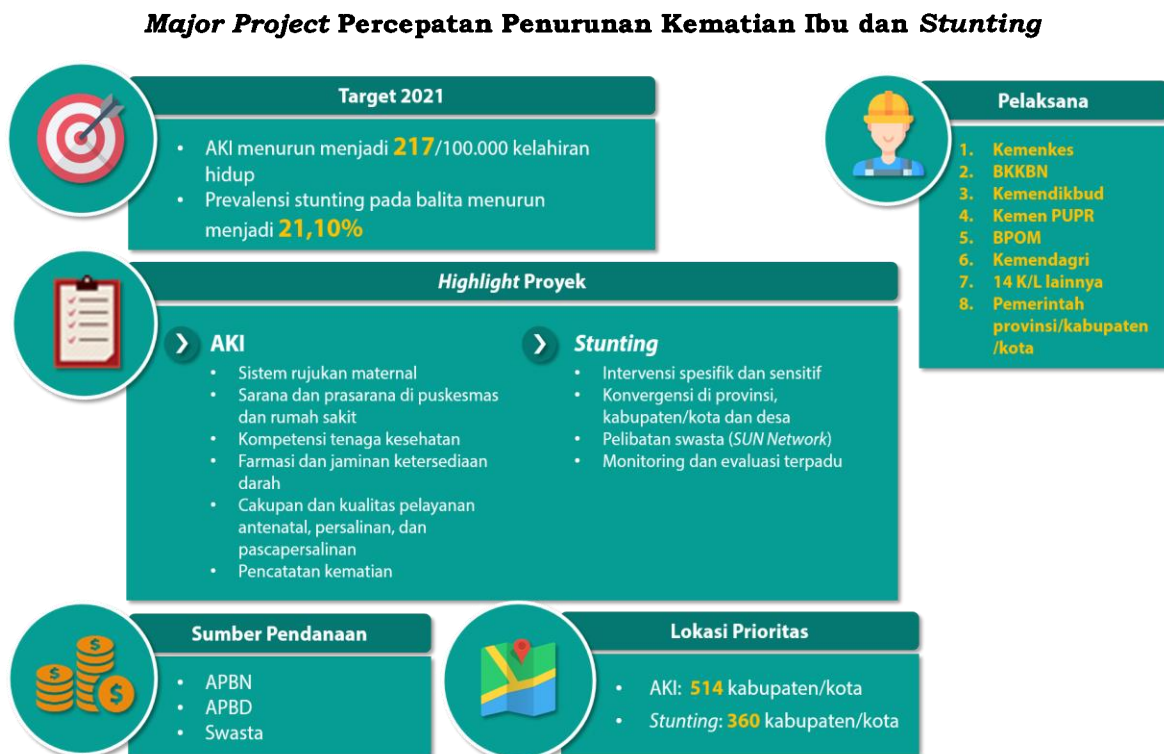 Major Project Percepatan Penurunan Kematian Ibu dan Stunting
Target 2021
• AKI menurun menjadi 217/100.000 kelahiran
hidup
• Prevalensi stunting pada balita menurun
menjadi 21,10%
Pelaksana
1. Kemenkes
2. BKKBN
3. Kemendikbud
4. Kemen PUPR
5. BPOM
6. Kemendagri
7. 14 K/L lainnya
8. Pemerintah
provinsi/kabupaten
/kota
Highlight Proyek
AKI
• Sistem rujukan maternal
• Sarana dan prasarana di puskesmas
dan rumah sakit
• Kompetensi tenaga kesehatan
• Farmasi dan jaminan ketersediaan
darah
• Cakupan dan kualitas pelayanan
antenatal, persalinan, dan
pascapersalinan
• Pencatatan kematian
Stunting
• Intervensi spesifik dan sensitif
• Konvergensi di provinsi,
kabupaten/kota dan desa
• Pelibatan swasta (SUN Network)
• Monitoring dan evaluasi terpadu
Sumber Pendanaan
• APBN
• APBD
• Swasta
Lokasi Prioritas
• AKI: 514 kabupaten/kota
• Stunting: 360 kabupaten/kota